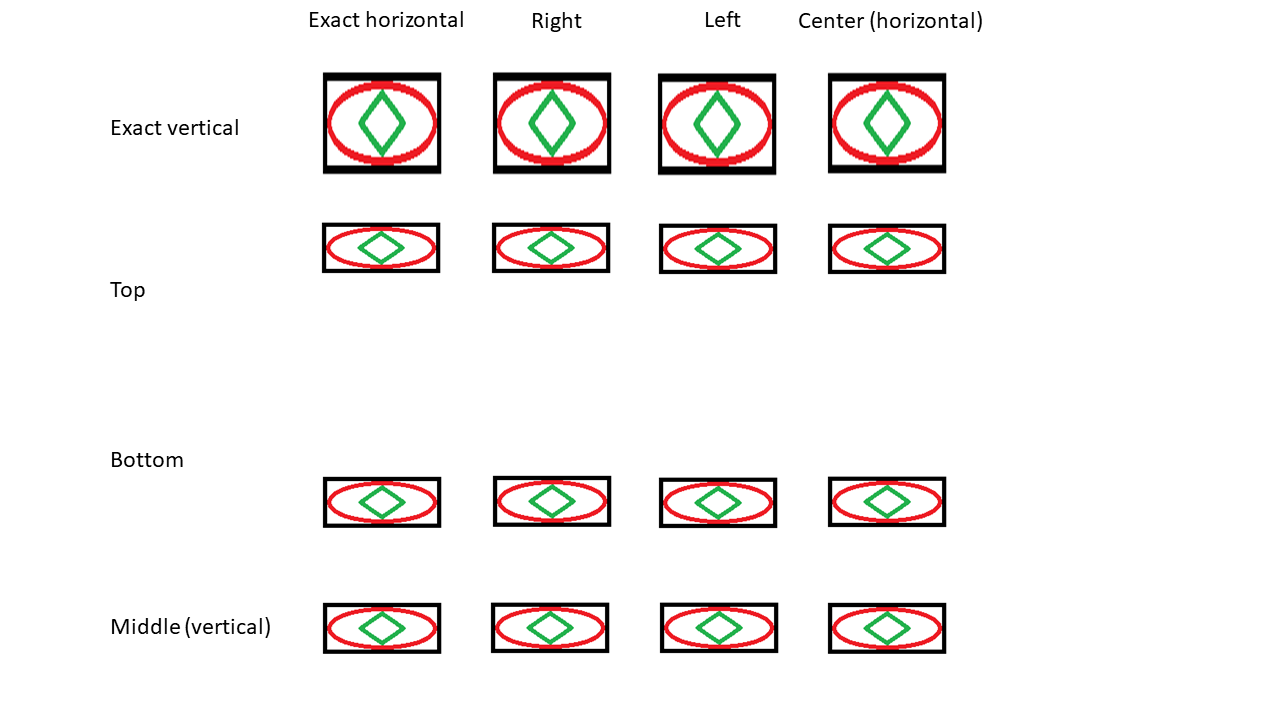 Exact horizontal
Right
Left
Center (horizontal)
Exact vertical
Top
Bottom
Middle (vertical)